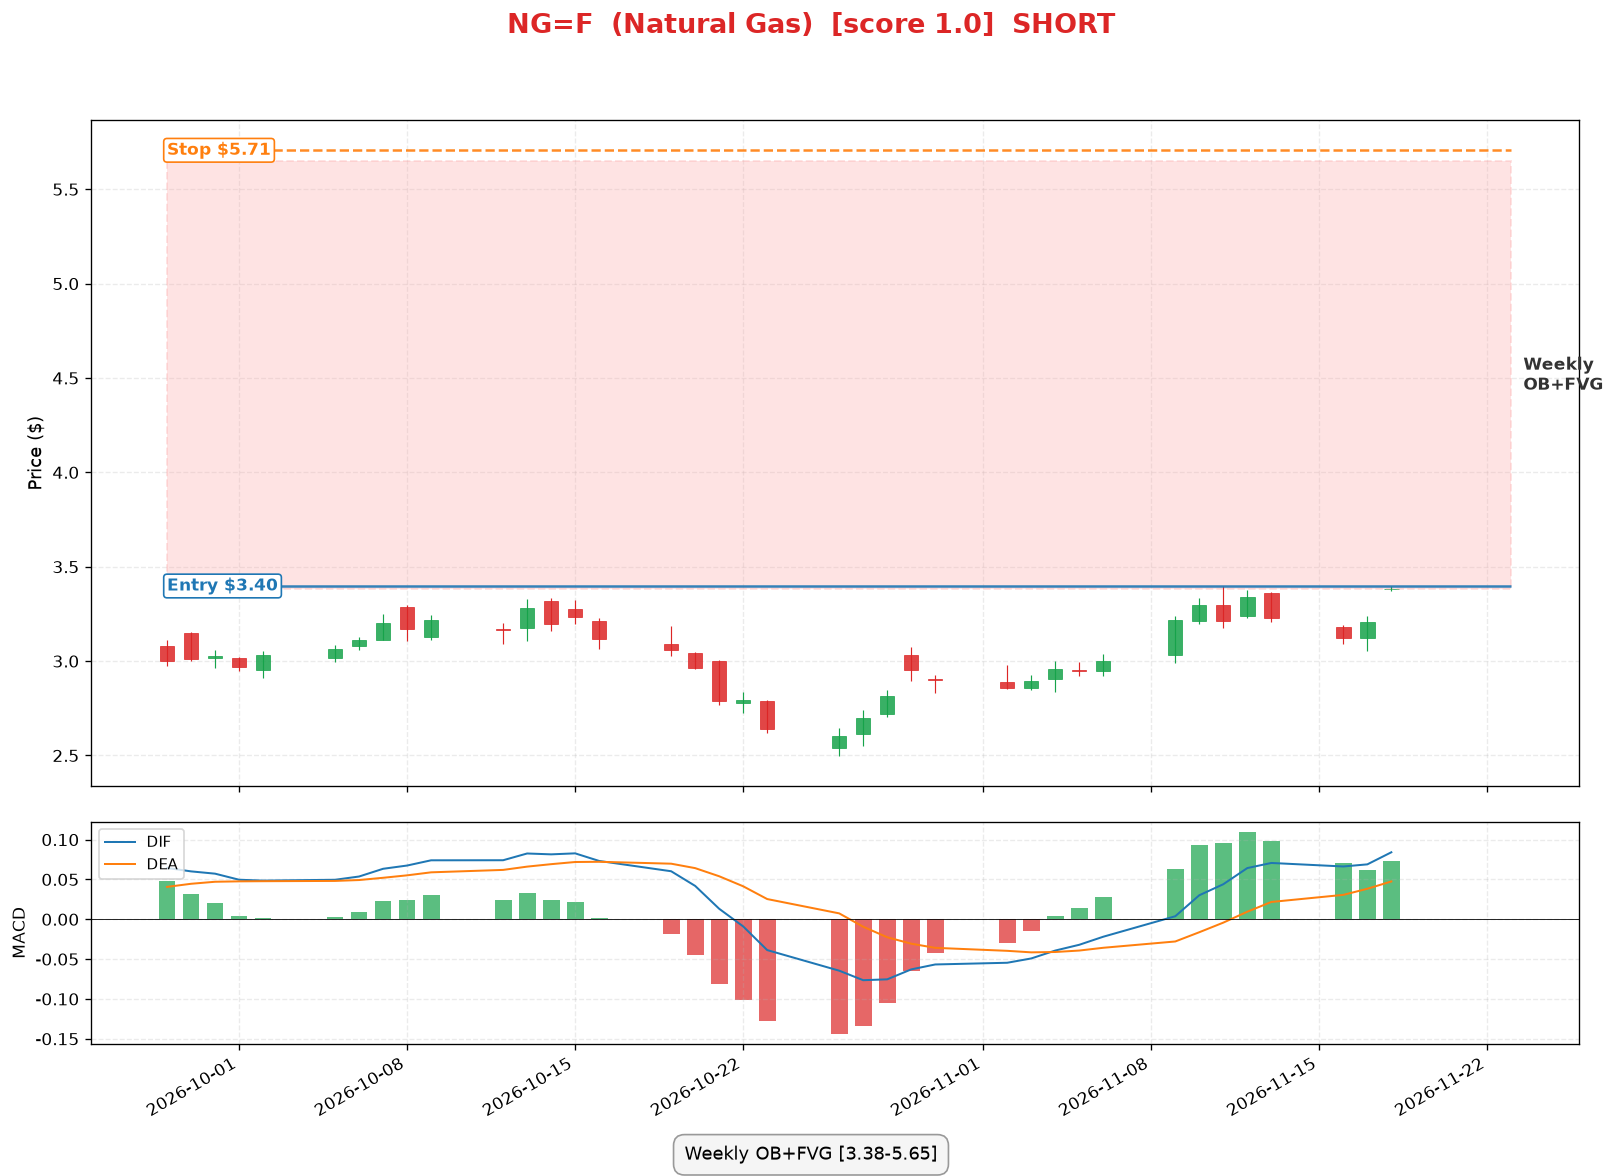 NG=F (Natural Gas) [score 1.0] SHORT
Stop $5.71
5.5
5.0
4.5
4.0
3.5
3.0
2.5
Price ($)
Weekly
OB+FVG
Entry $3.40
DIF
DEA
0.10
0.05
0.00
-0.05
-0.10
-0.15
MACD
2026-10-01
2026-10-08
2026-10-15
2026-10-22
2026-11-01
2026-11-08
2026-11-15
2026-11-22
Weekly OB+FVG [3.38-5.65]